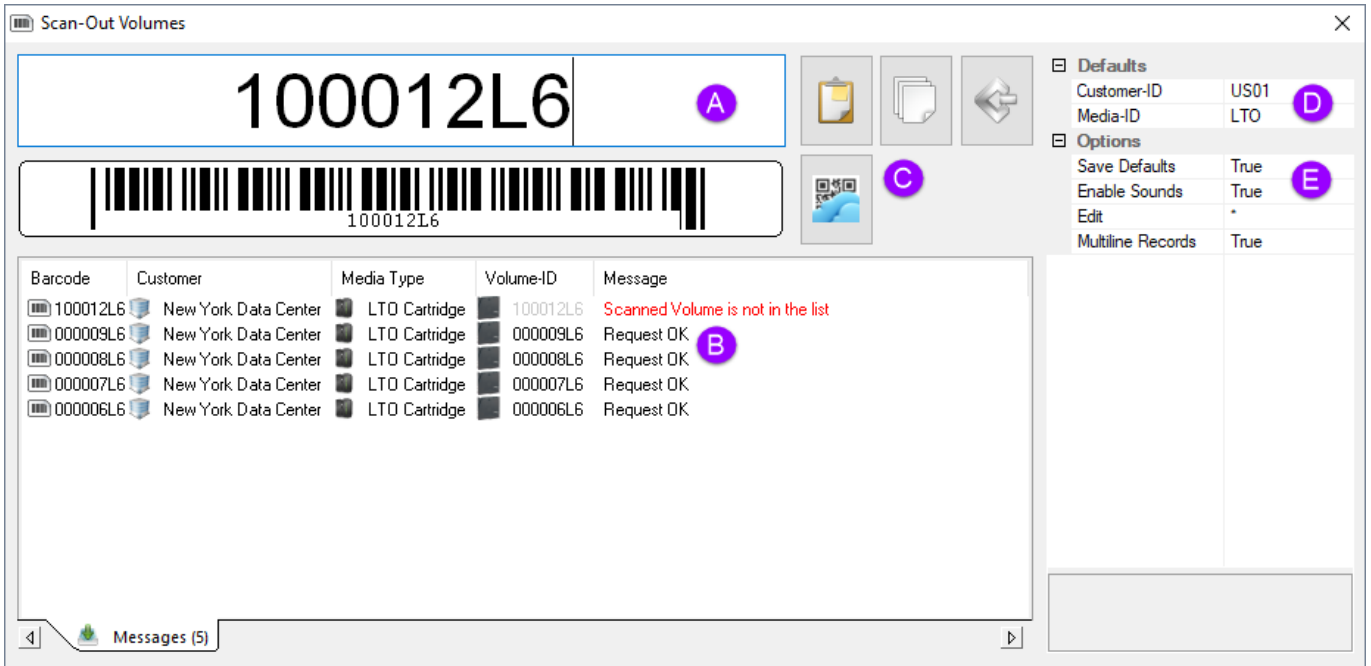 Scan-Out Volumes
100012L6
A
100012L6
C
Defaults
Customer-ID US01
D
Media-ID LTO
Options
Save Defaults True
E
Enable Sounds True
Edit *
Multiline Records True
Barcode Customer Media Type Volume-ID Message
100012L6 New York Data Center LTO Cartridge 100012L6 Scanned Volume is not in the list
000009L6 New York Data Center LTO Cartridge 000009L6 Request OK
B
000008L6 New York Data Center LTO Cartridge 000008L6 Request OK
000007L6 New York Data Center LTO Cartridge 000007L6 Request OK
000006L6 New York Data Center LTO Cartridge 000006L6 Request OK
Messages (5)